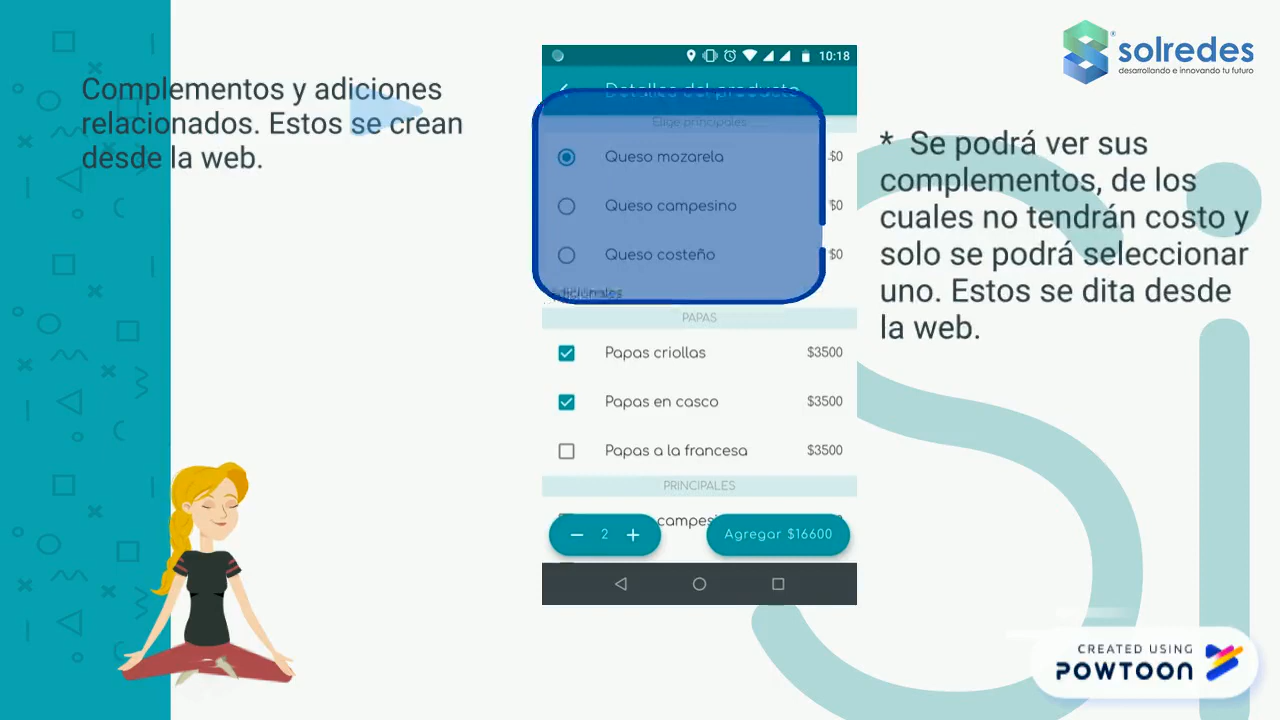 Complementos y adiciones
relacionados. Estos se crean
desde la web.
10:18
Detalles del producto
Elige principales
Queso mozarela $0
Queso campesino $0
Queso costeño $0
PAPAS
Papas criollas $3500
Papas en casco $3500
Papas a la francesa $3500
PRINCIPALES
2
Agregar $16600
solredes
desarrollando e innovando tu futuro
* Se podrá ver sus
complementos, de los
cuales no tendrán costo y
solo se podrá seleccionar
uno. Estos se dita desde
la web.
CREATED USING
POWTOON